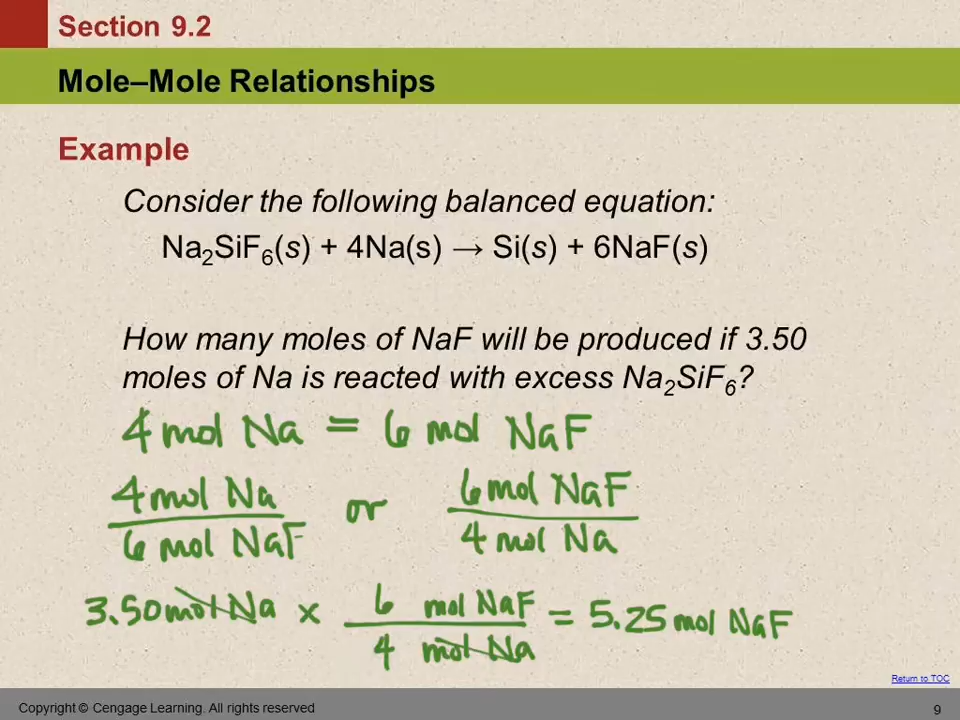 Section 9.2
Mole–Mole Relationships
Example
Consider the following balanced equation:
Na₂SiF₆(s) + 4Na(s) → Si(s) + 6NaF(s)
How many moles of NaF will be produced if 3.50
moles of Na is reacted with excess Na₂SiF₆?
4 mol Na = 6 mol NaF
4 mol Na or 6 mol NaF
6 mol NaF 4 mol Na
3.50 mol Na × 6 mol NaF = 5.25 mol NaF
4 mol Na
Return to TOC
Copyright © Cengage Learning. All rights reserved 9